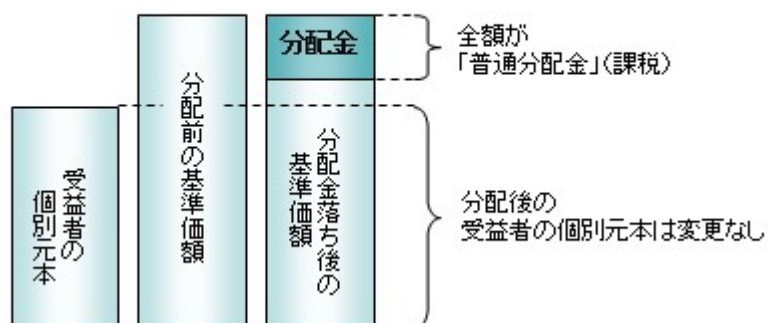 受益者の
個別元本
分配前の基準価額
分配金
分配金落ち後の
基準価額
全額が
「普通分配金」(課税)
分配後の
受益者の個別元本は変更なし